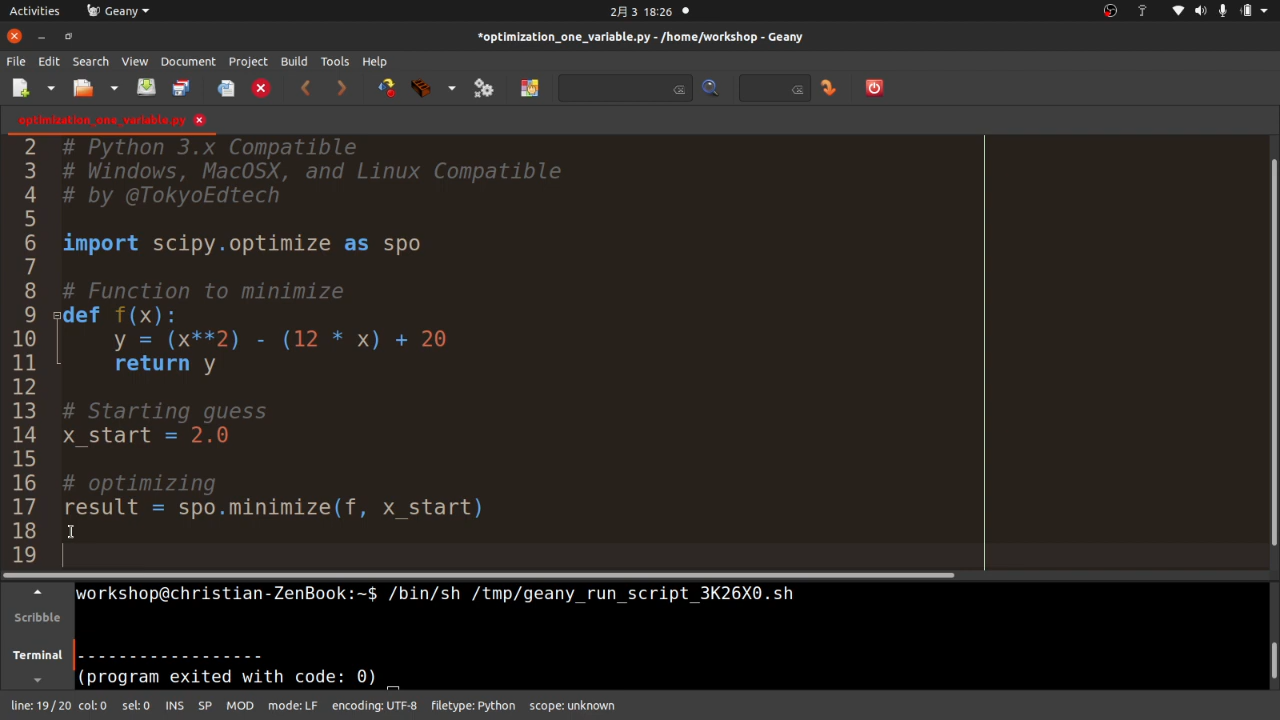 Activities Geany 2月 3 18:26
*optimization_one_variable.py - /home/workshop - Geany
File Edit Search View Document Project Build Tools Help
optimization_one_variable.py
2 # Python 3.x Compatible
3 # Windows, MacOSX, and Linux Compatible
4 # by @TokyoEdtech
5
6 import scipy.optimize as spo
7
8 # Function to minimize
9 def f(x):
10 y = (x**2) - (12 * x) + 20
11 return y
12
13 # Starting guess
14 x_start = 2.0
15
16 # optimizing
17 result = spo.minimize(f, x_start)
18
19
Scribble
Terminal
workshop@christian-ZenBook:~$ /bin/sh /tmp/geany_run_script_3K26X0.sh
------------------
(program exited with code: 0)
line: 19 / 20 col: 0 sel: 0 INS SP MOD mode: LF encoding: UTF-8 filetype: Python scope: unknown